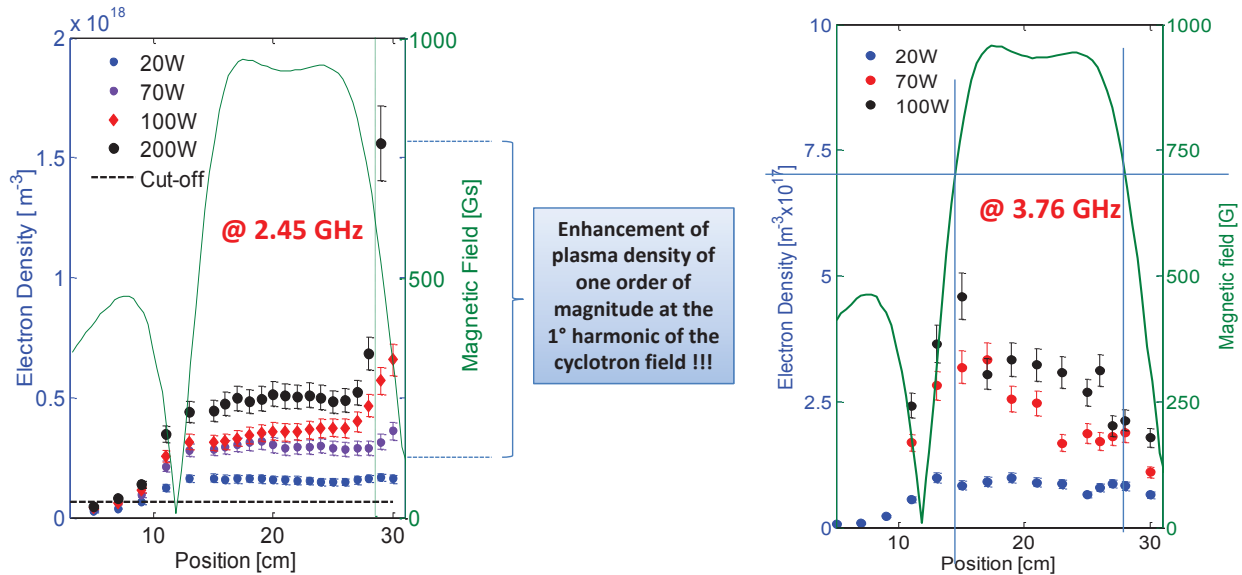 x 10^18
2
1.5
1
0.5
0
10
20
30
Position [cm]
Electron Density [ m^-3]
20W
70W
100W
200W
Cut-off
@ 2.45 GHz
1000
500
0
Magnetic Field [Gs]
Enhancement of
plasma density of
one order of
magnitude at the
1° harmonic of the
cyclotron field !!!
10
7.5
5
2.5
0
10
20
30
Position [cm]
Electron Density [m^-3x10^17]
20W
70W
100W
@ 3.76 GHz
1000
750
500
250
0
Magnetic field [G]